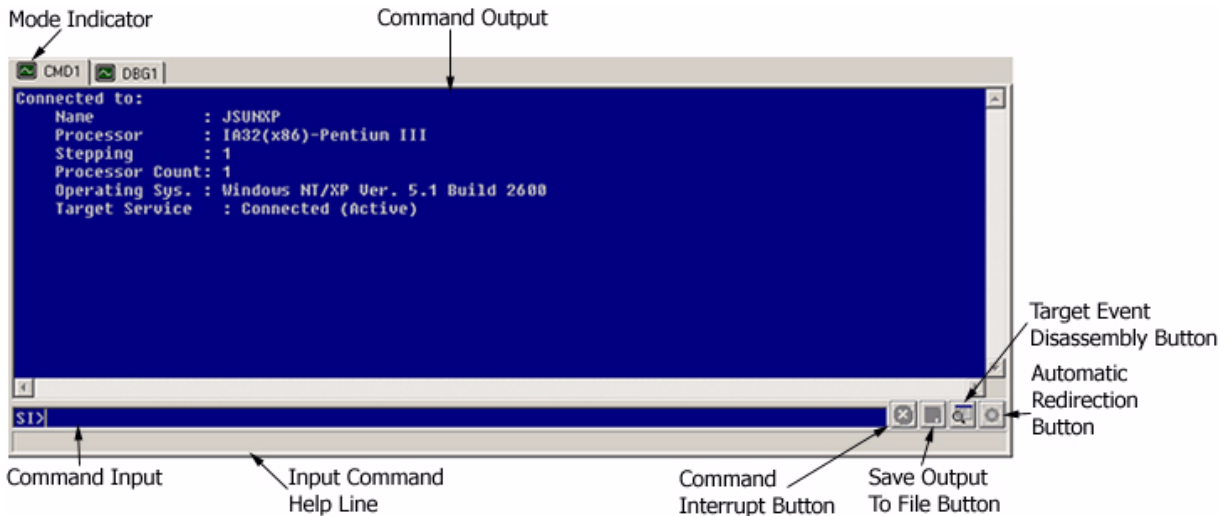 Mode Indicator
Command Output
CMD1
DBG1
Connected to:
Name : JSUNXP
Processor : IA32(x86)-Pentium III
Stepping : 1
Processor Count: 1
Operating Sys. : Windows NT/XP Ver. 5.1 Build 2600
Target Service : Connected (Active)
Target Event
Disassembly Button
Automatic
Redirection
Button
SI>
Command Input
Input Command
Help Line
Command
Interrupt Button
Save Output
To File Button